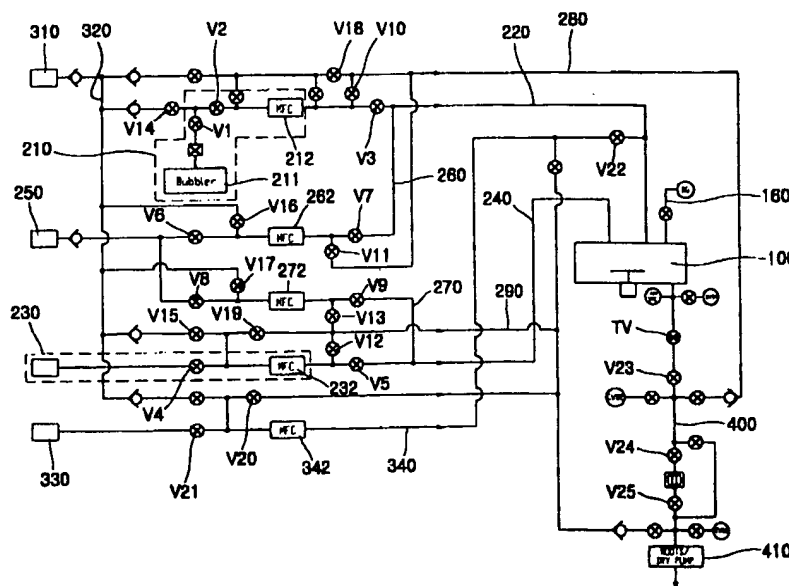 310
320
V2
V18
V10
220
280
V14
V1
MFC
212
V3
V22
210
Bubbler
211
260
240
160
250
V6
V16
262
V7
MFC
V11
100
V17
V8
272
V9
MFC
270
290
230
V15
V19
V13
V12
TV
V4
MFC
232
V5
V23
400
V20
V24
330
V21
MFC
342
340
V25
ROOTS/
DRY PUMP
410